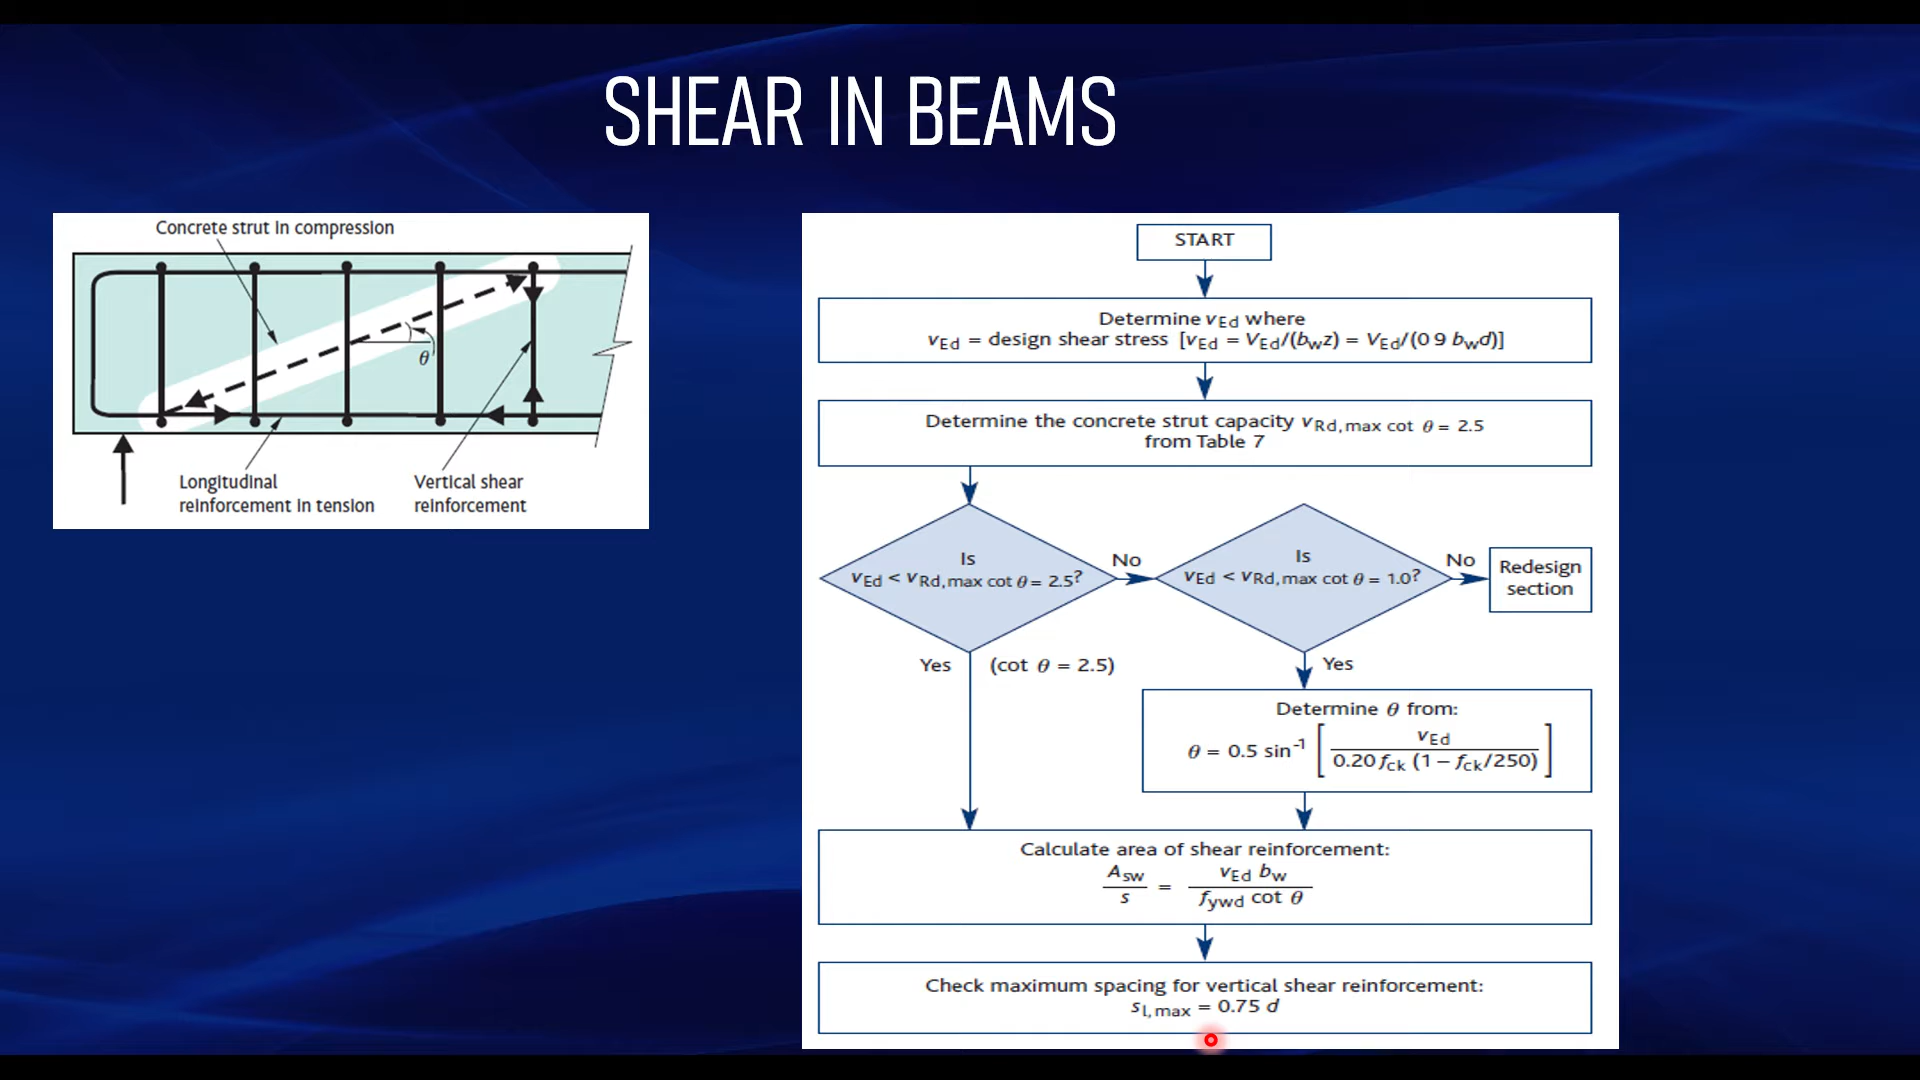 SHEAR IN BEAMS
Concrete strut in compression
θ
Longitudinal
reinforcement in tension
Vertical shear
reinforcement
START
Determine vEd where
vEd = design shear stress [vEd = VEd/(bwz) = VEd/(0 9 bwd)]
Determine the concrete strut capacity vRd, max cot θ = 2.5
from Table 7
Is
vEd < vRd, max cot θ = 2.5?
No
Is
vEd < vRd, max cot θ = 1.0?
No
Redesign
section
Yes (cot θ = 2.5)
Yes
Determine θ from:
θ = 0.5 sin⁻¹ [vEd / 0.20 fck (1 – fck/250)]
Calculate area of shear reinforcement:
Asw / s = vEd bw / fywd cot θ
Check maximum spacing for vertical shear reinforcement:
sl, max = 0.75 d